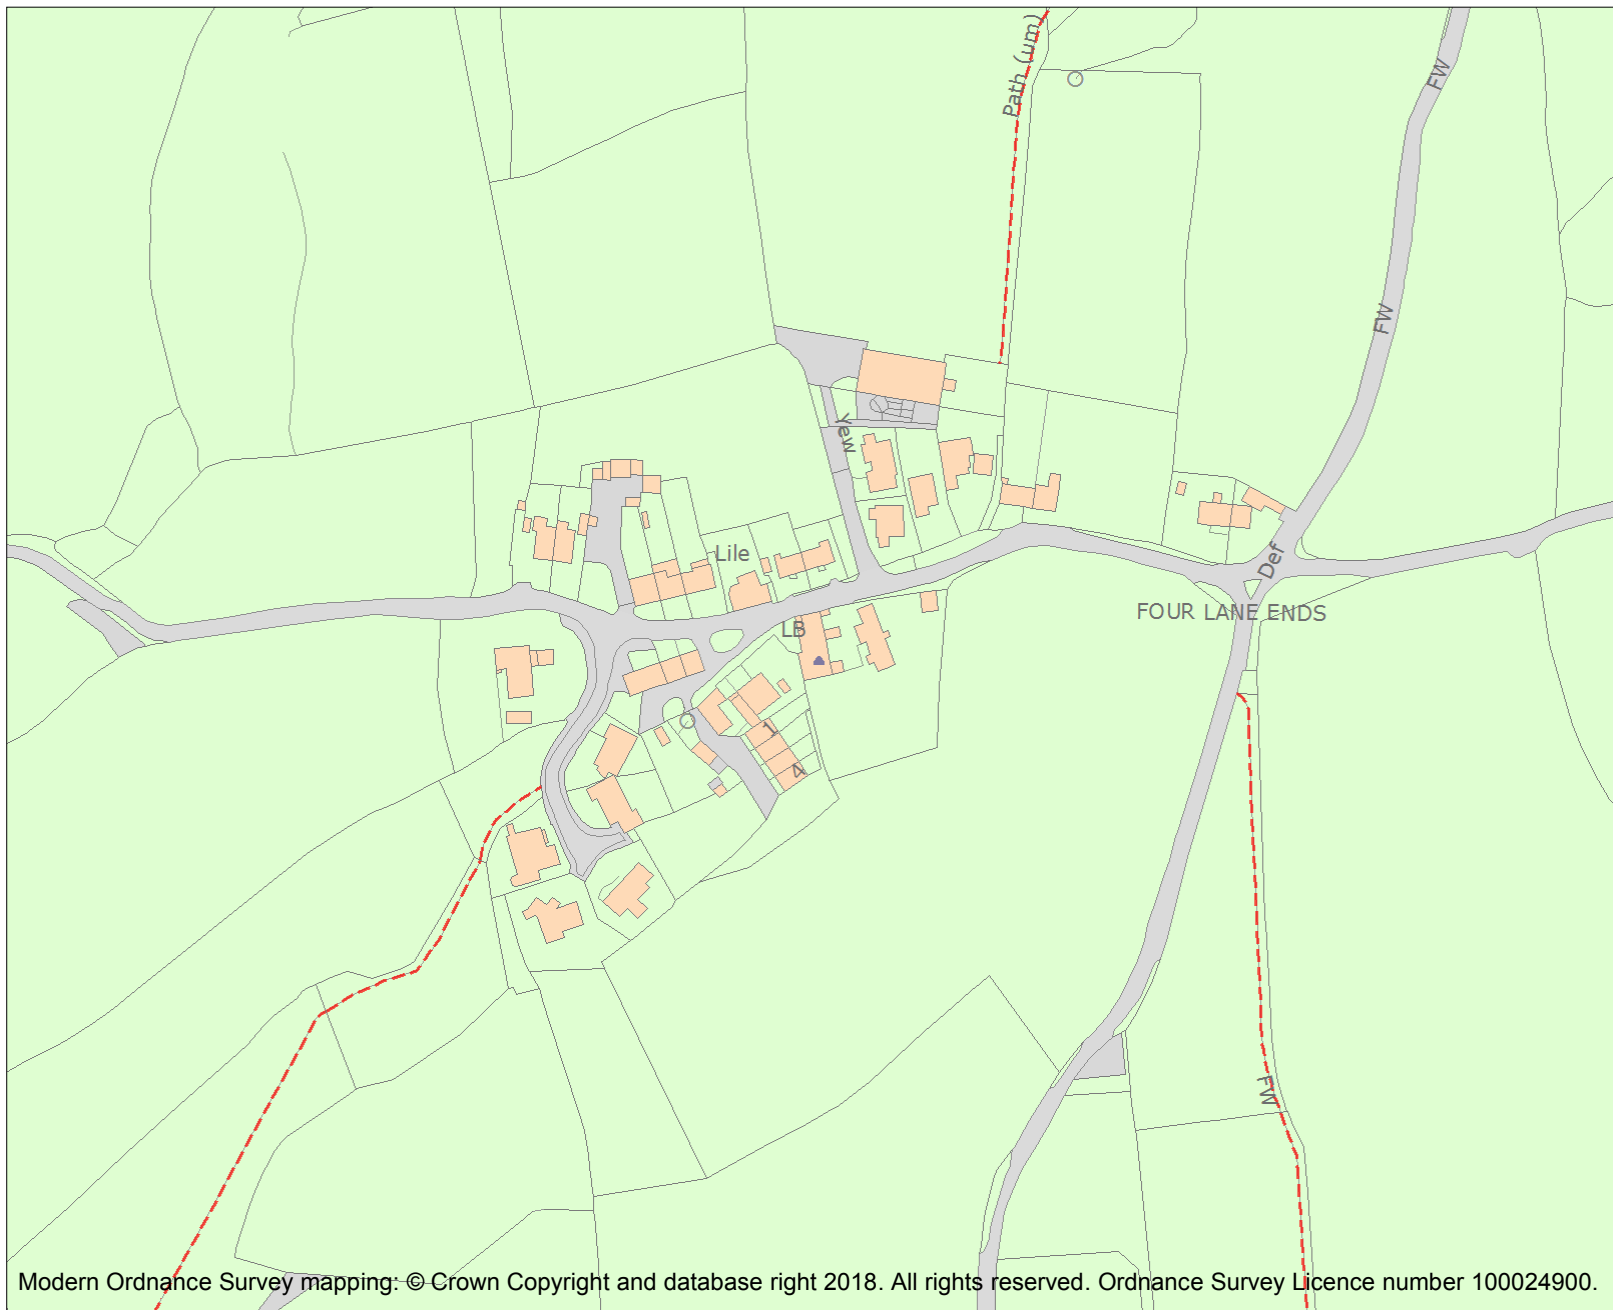 Path (um)
FW
FW
Yew
Lile
Def
FOUR LANE ENDS
LB
1
4
FW
Modern Ordnance Survey mapping: © Crown Copyright and database right 2018. All rights reserved. Ordnance Survey Licence number 100024900.